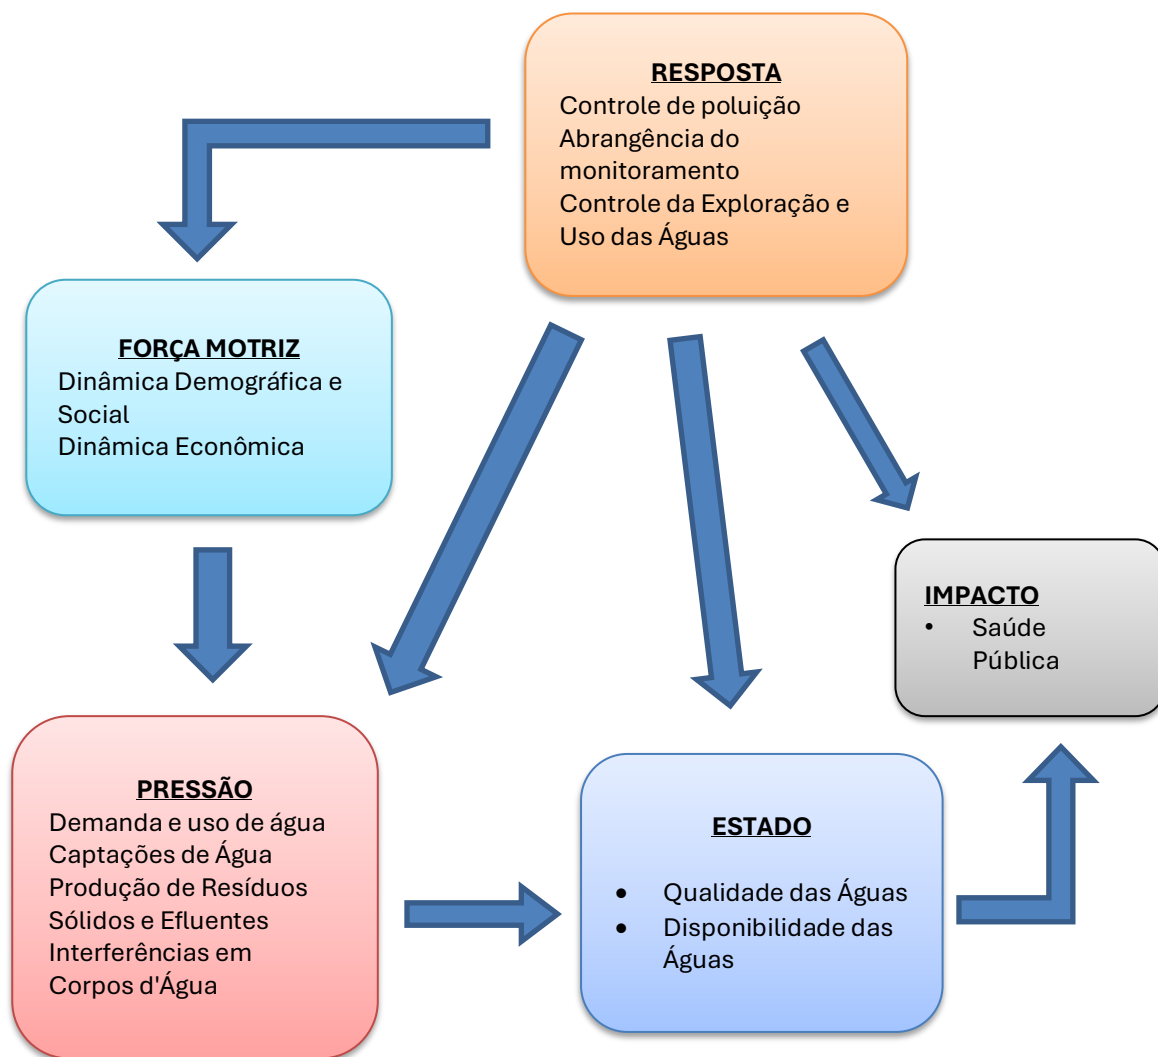 RESPOSTA
Controle de poluição
Abrangência do
monitoramento
Controle da Exploração e
Uso das Águas
FORÇA MOTRIZ
Dinâmica Demográfica e
Social
Dinâmica Econômica
IMPACTO
• Saúde
Pública
PRESSÃO
Demanda e uso de água
Captações de Água
Produção de Resíduos
Sólidos e Efluentes
Interferências em
Corpos d'Água
ESTADO
• Qualidade das Águas
• Disponibilidade das
Águas